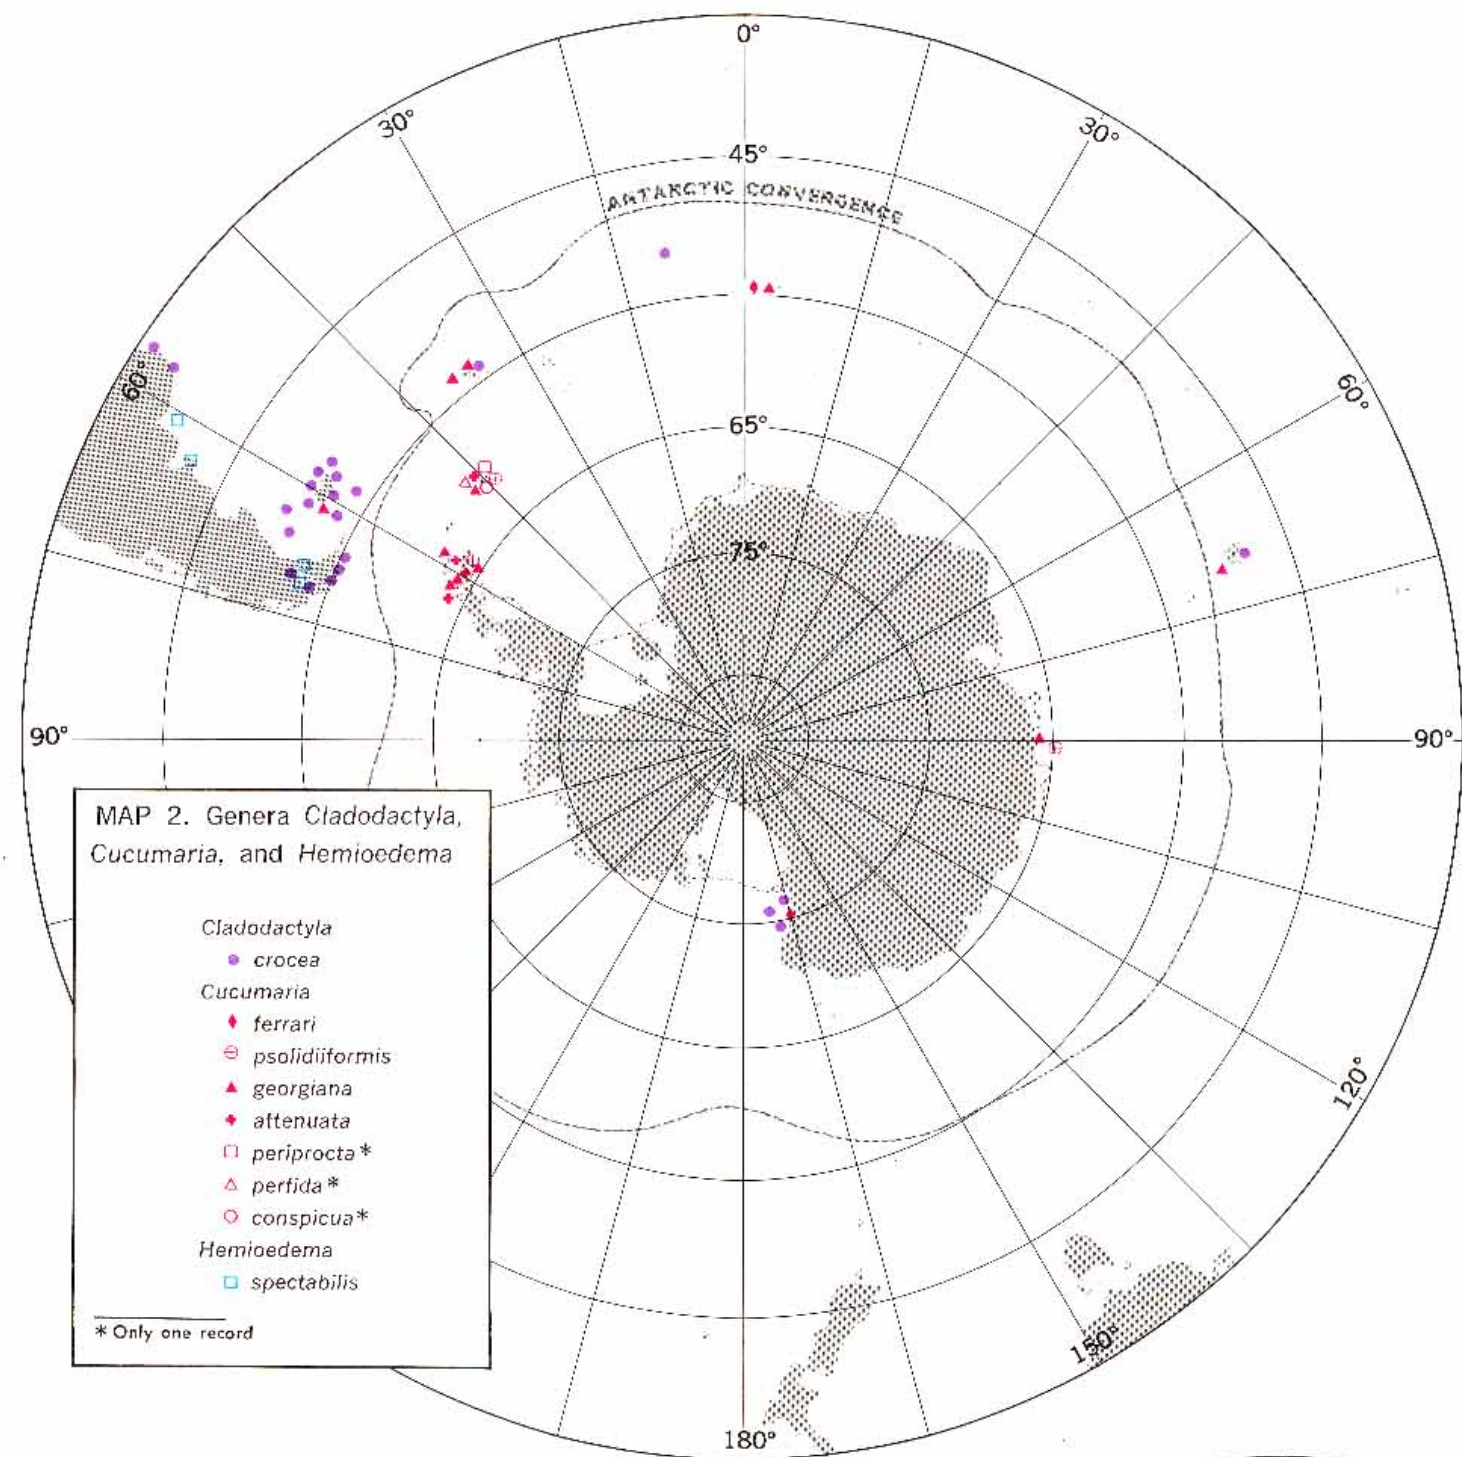 0°
30°
30°
45°
ANTARCTIC CONVERGENCE
60°
60°
65°
75°
90°
90°
MAP 2. Genera Cladodactyla,
Cucumaria, and Hemioedema
Cladodactyla
crocea
Cucumaria
ferrari
psolidiiformis
georgiana
attenuata
periprocta*
perfida*
conspicua*
Hemioedema
spectabilis
* Only one record
120°
150°
180°